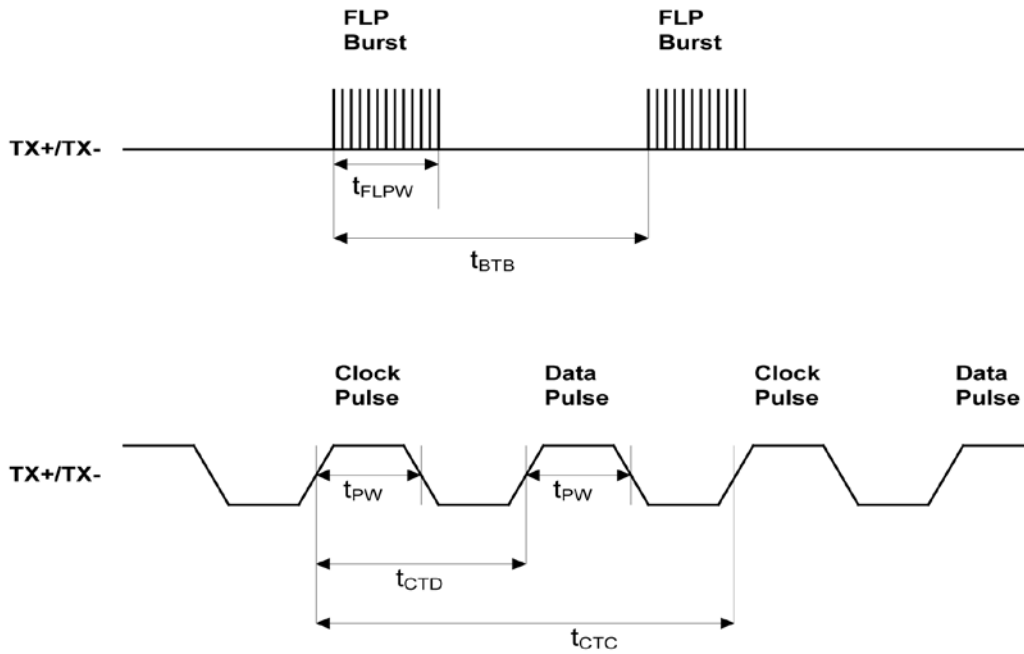 FLP
Burst
FLP
Burst
TX+/TX-
tFLPW
tBTB
Clock
Pulse
Data
Pulse
Clock
Pulse
Data
Pulse
TX+/TX-
tPW
tPW
tCTD
tCTC